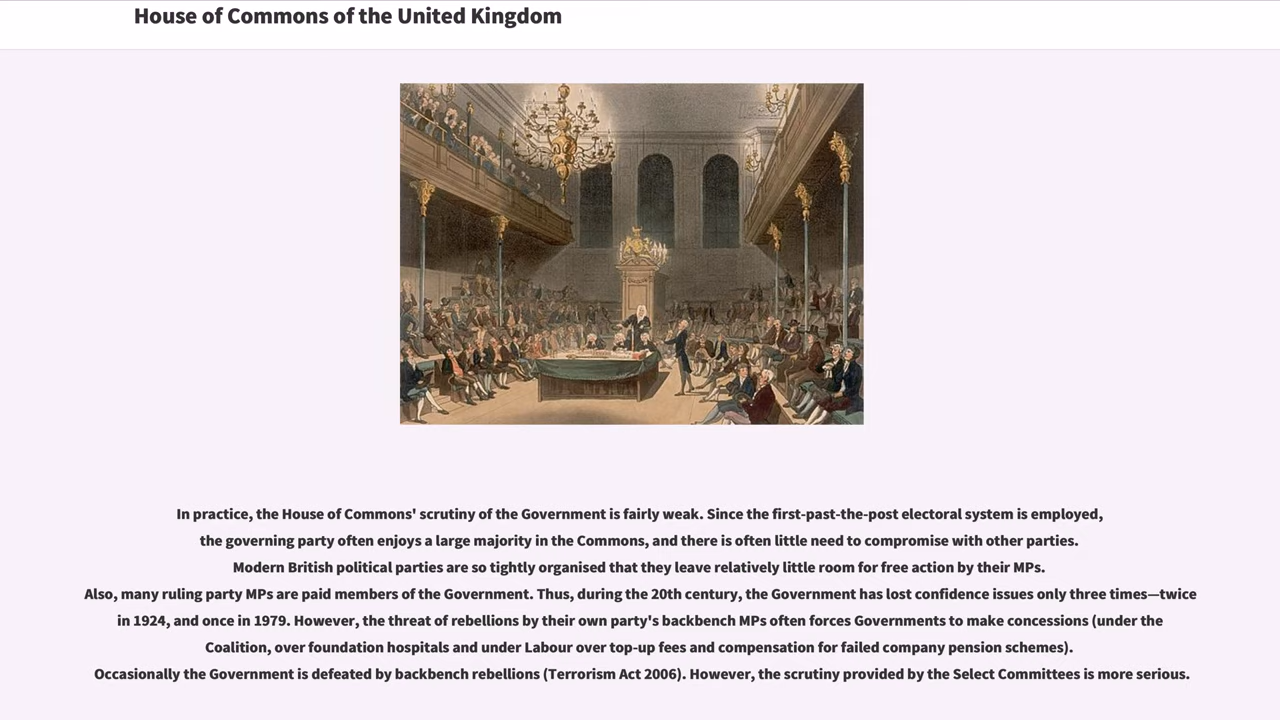 House of Commons of the United Kingdom
In practice, the House of Commons' scrutiny of the Government is fairly weak. Since the first-past-the-post electoral system is employed,
the governing party often enjoys a large majority in the Commons, and there is often little need to compromise with other parties.
Modern British political parties are so tightly organised that they leave relatively little room for free action by their MPs.
Also, many ruling party MPs are paid members of the Government. Thus, during the 20th century, the Government has lost confidence issues only three times—twice
in 1924, and once in 1979. However, the threat of rebellions by their own party's backbench MPs often forces Governments to make concessions (under the
Coalition, over foundation hospitals and under Labour over top-up fees and compensation for failed company pension schemes).
Occasionally the Government is defeated by backbench rebellions (Terrorism Act 2006). However, the scrutiny provided by the Select Committees is more serious.